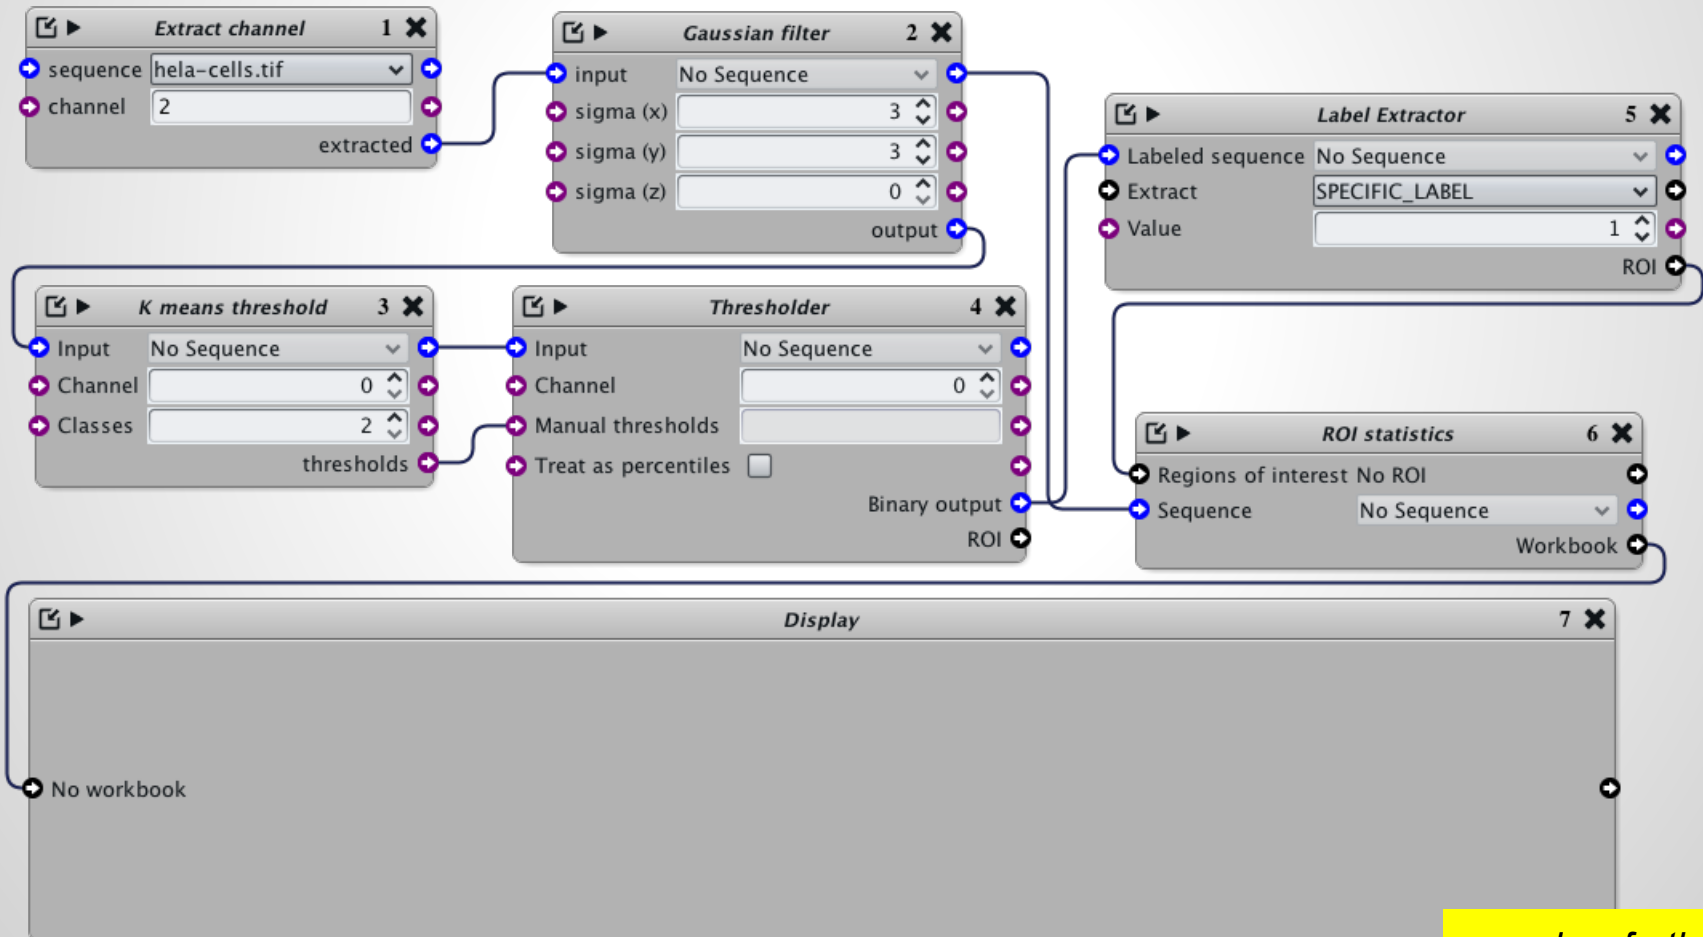 Extract channel 1
sequence hela-cells.tif
channel 2
extracted
Gaussian filter 2
input No Sequence
sigma (x) 3
sigma (y) 3
sigma (z) 0
output
K means threshold 3
Input No Sequence
Channel 0
Classes 2
thresholds
Thresholder 4
Input No Sequence
Channel 0
Manual thresholds
Treat as percentiles
Binary output
ROI
Label Extractor 5
Labeled sequence No Sequence
Extract SPECIFIC_LABEL
Value 1
ROI
ROI statistics 6
Regions of interest No ROI
Sequence No Sequence
Workbook
Display 7
No workbook